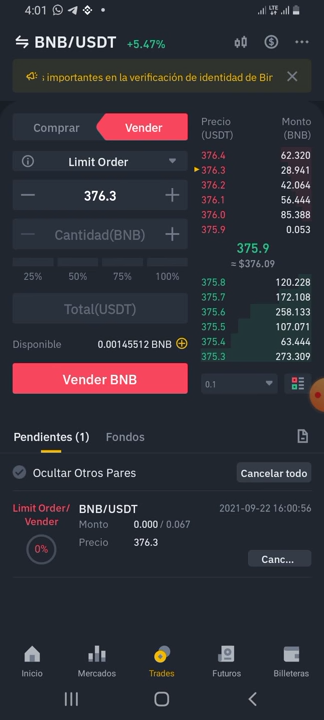 4:01
LTE
BNB/USDT +5.47%
s importantes en la verificación de identidad de Bir
Comprar Vender
Limit Order
376.3
Cantidad(BNB)
25% 50% 75% 100%
Total(USDT)
Disponible 0.00145512 BNB
Vender BNB
Precio Monto
(USDT) (BNB)
376.4 62.320
376.3 28.941
376.2 42.064
376.1 56.444
376.0 85.388
375.9 0.053
375.9
≈ $376.09
375.8 120.228
375.7 172.108
375.6 258.133
375.5 107.071
375.4 63.444
375.3 273.309
0.1
Pendientes (1) Fondos
Ocultar Otros Pares Cancelar todo
Limit Order/
Vender
0%
BNB/USDT 2021-09-22 16:00:56
Monto 0.000 / 0.067
Precio 376.3
Canc...
Inicio Mercados Trades Futuros Billeteras